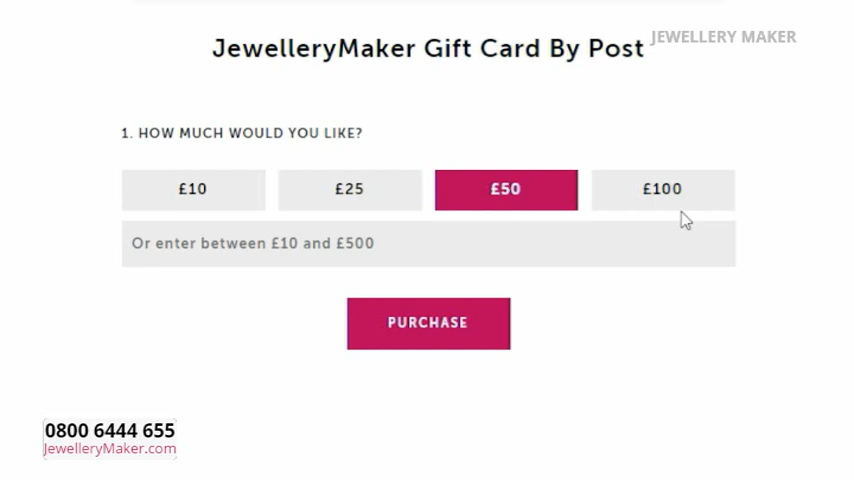 JEWELLERY MAKER
JewelleryMaker Gift Card By Post
1. HOW MUCH WOULD YOU LIKE?
£10
£25
£50
£100
Or enter between £10 and £500
PURCHASE
0800 6444 655
JewelleryMaker.com